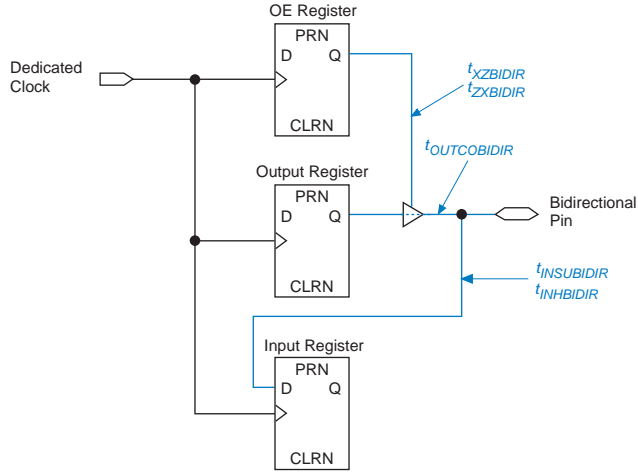 OE Register
PRN
D Q
CLRN
Dedicated
Clock
tXZBIDIR
tZXBIDIR
tOUTCOBIDIR
Output Register
PRN
D Q
CLRN
Bidirectional
Pin
tINSUBIDIR
tINHBIDIR
Input Register
PRN
D Q
CLRN